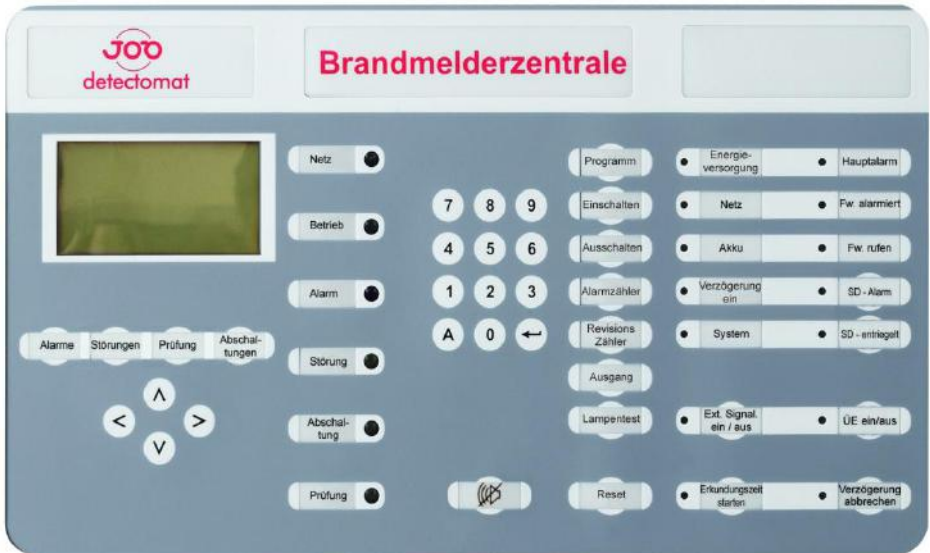 JOO
detectomat
Brandmelderzentrale
Netz
Betrieb
Alarm
Störung
Abschal-
tung
Prüfung
Alarme
Störungen
Prüfung
Abschal-
tungen
<
>
7 8 9
4 5 6
1 2 3
A 0
Programm
Einschalten
Ausschalten
Alarmzähler
Revisions
Zähler
Ausgang
Lampentest
Reset
Energie-
versorgung
Netz
Akku
Verzögerung
ein
System
Ext. Signal.
ein / aus
Erkundungszeit
starten
Hauptalarm
Fw. alarmiert
Fw. rufen
SD - Alarm
SD - entriegelt
ÜE ein/aus
Verzögerung
abbrechen